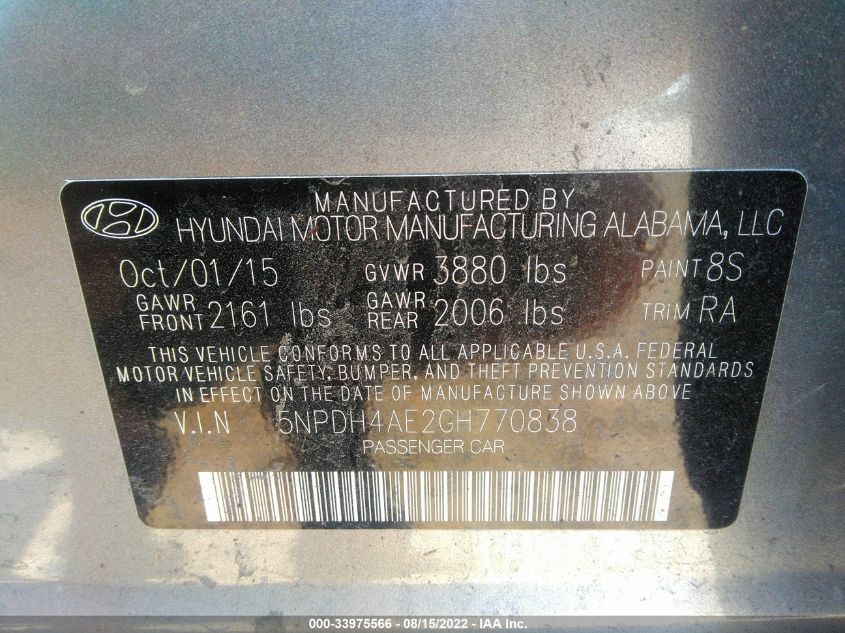 MANUFACTURED BY
HYUNDAI MOTOR MANUFACTURING ALABAMA, LLC
Oct/01/15 GVWR 3880 lbs PAINT 8S
GAWR FRONT 2161 lbs GAWR REAR 2006 lbs TRIM RA
THIS VEHICLE CONFORMS TO ALL APPLICABLE U.S.A. FEDERAL
MOTOR VEHICLE SAFETY, BUMPER, AND THEFT PREVENTION STANDARDS
IN EFFECT ON THE DATE OF MANUFACTURE SHOWN ABOVE
V.I.N 5NPDH4AE2GH770838
PASSENGER CAR
000-33975566 - 08/15/2022 - IAA Inc.